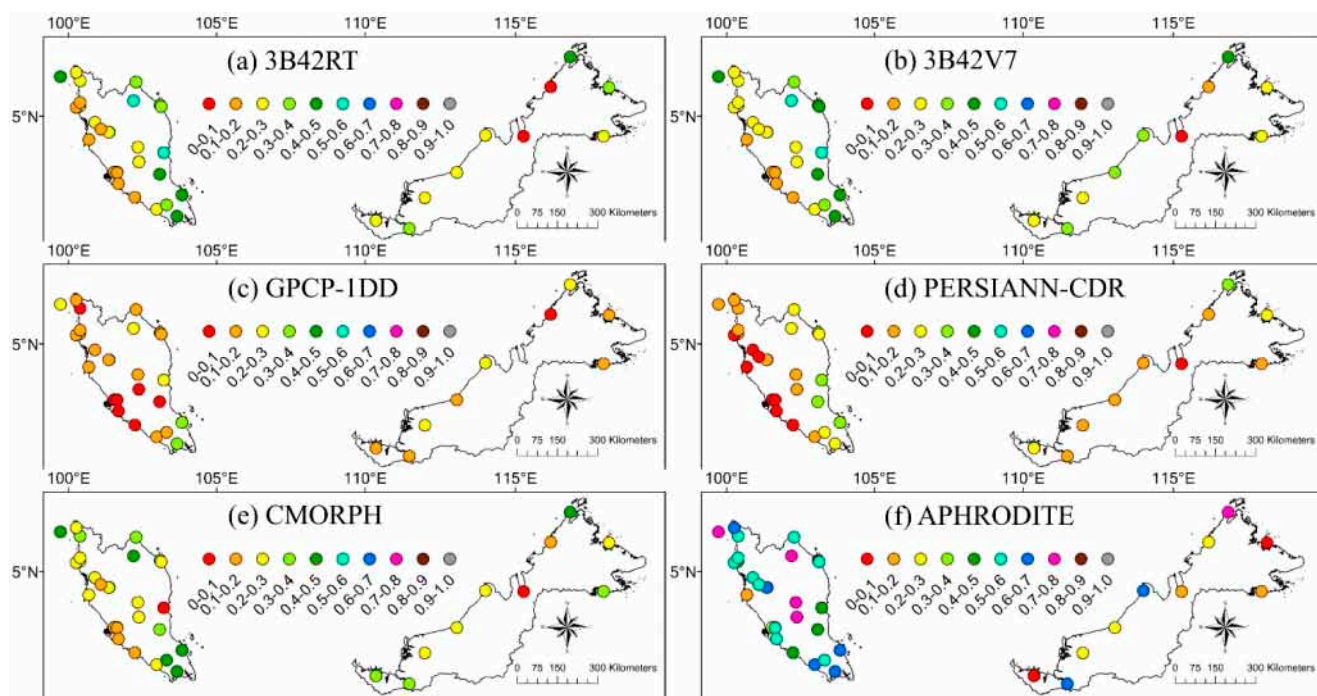 100°E 105°E 110°E 115°E 100°E 105°E 110°E 115°E
(a) 3B42RT
5°N
0-0.1 0.1-0.2 0.2-0.3 0.3-0.4 0.4-0.5 0.5-0.6 0.6-0.7 0.7-0.8 0.8-0.9 0.9-1.0
0 75 150 300 Kilometers
(b) 3B42V7
5°N
0-0.1 0.1-0.2 0.2-0.3 0.3-0.4 0.4-0.5 0.5-0.6 0.6-0.7 0.7-0.8 0.8-0.9 0.9-1.0
0 75 150 300 Kilometers
100°E 105°E 110°E 115°E 100°E 105°E 110°E 115°E
(c) GPCP-1DD
5°N
0-0.1 0.1-0.2 0.2-0.3 0.3-0.4 0.4-0.5 0.5-0.6 0.6-0.7 0.7-0.8 0.8-0.9 0.9-1.0
0 75 150 300 Kilometers
(d) PERSIANN-CDR
5°N
0-0.1 0.1-0.2 0.2-0.3 0.3-0.4 0.4-0.5 0.5-0.6 0.6-0.7 0.7-0.8 0.8-0.9 0.9-1.0
0 75 150 300 Kilometers
100°E 105°E 110°E 115°E 100°E 105°E 110°E 115°E
(e) CMORPH
5°N
0-0.1 0.1-0.2 0.2-0.3 0.3-0.4 0.4-0.5 0.5-0.6 0.6-0.7 0.7-0.8 0.8-0.9 0.9-1.0
0 75 150 300 Kilometers
(f) APHRODITE
5°N
0-0.1 0.1-0.2 0.2-0.3 0.3-0.4 0.4-0.5 0.5-0.6 0.6-0.7 0.7-0.8 0.8-0.9 0.9-1.0
0 75 150 300 Kilometers